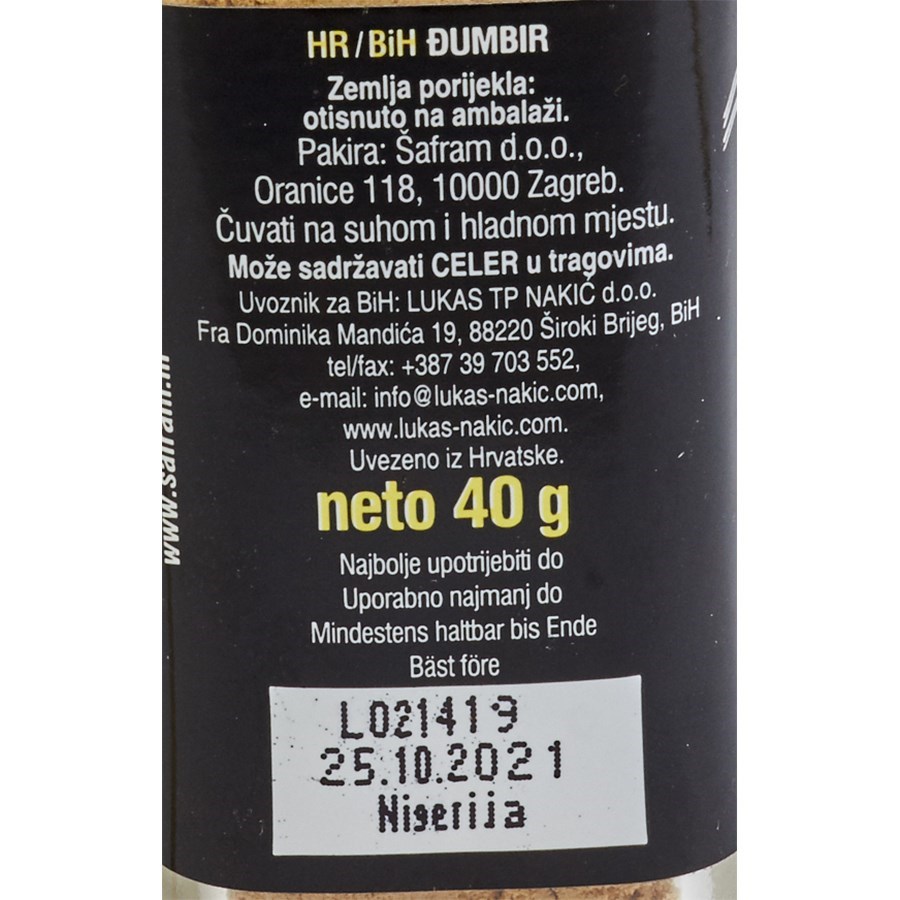 HR / BiH ĐUMBIR
Zemlja porijekla:
otisnuto na ambalaži.
Pakira: Šafram d.o.o.,
Oranice 118, 10000 Zagreb.
Čuvati na suhom i hladnom mjestu.
Može sadržavati CELER u tragovima.
Uvoznik za BiH: LUKAS TP NAKIĆ d.o.o.
Fra Dominika Mandića 19, 88220 Široki Brijeg, BiH
tel/fax: +387 39 703 552,
e-mail: info@lukas-nakic.com,
www.lukas-nakic.com.
Uvezeno iz Hrvatske.
neto 40 g
Najbolje upotrijebiti do
Uporabno najmanj do
Mindestens haltbar bis Ende
Bäst före
L021419
25.10.2021
Nigerija